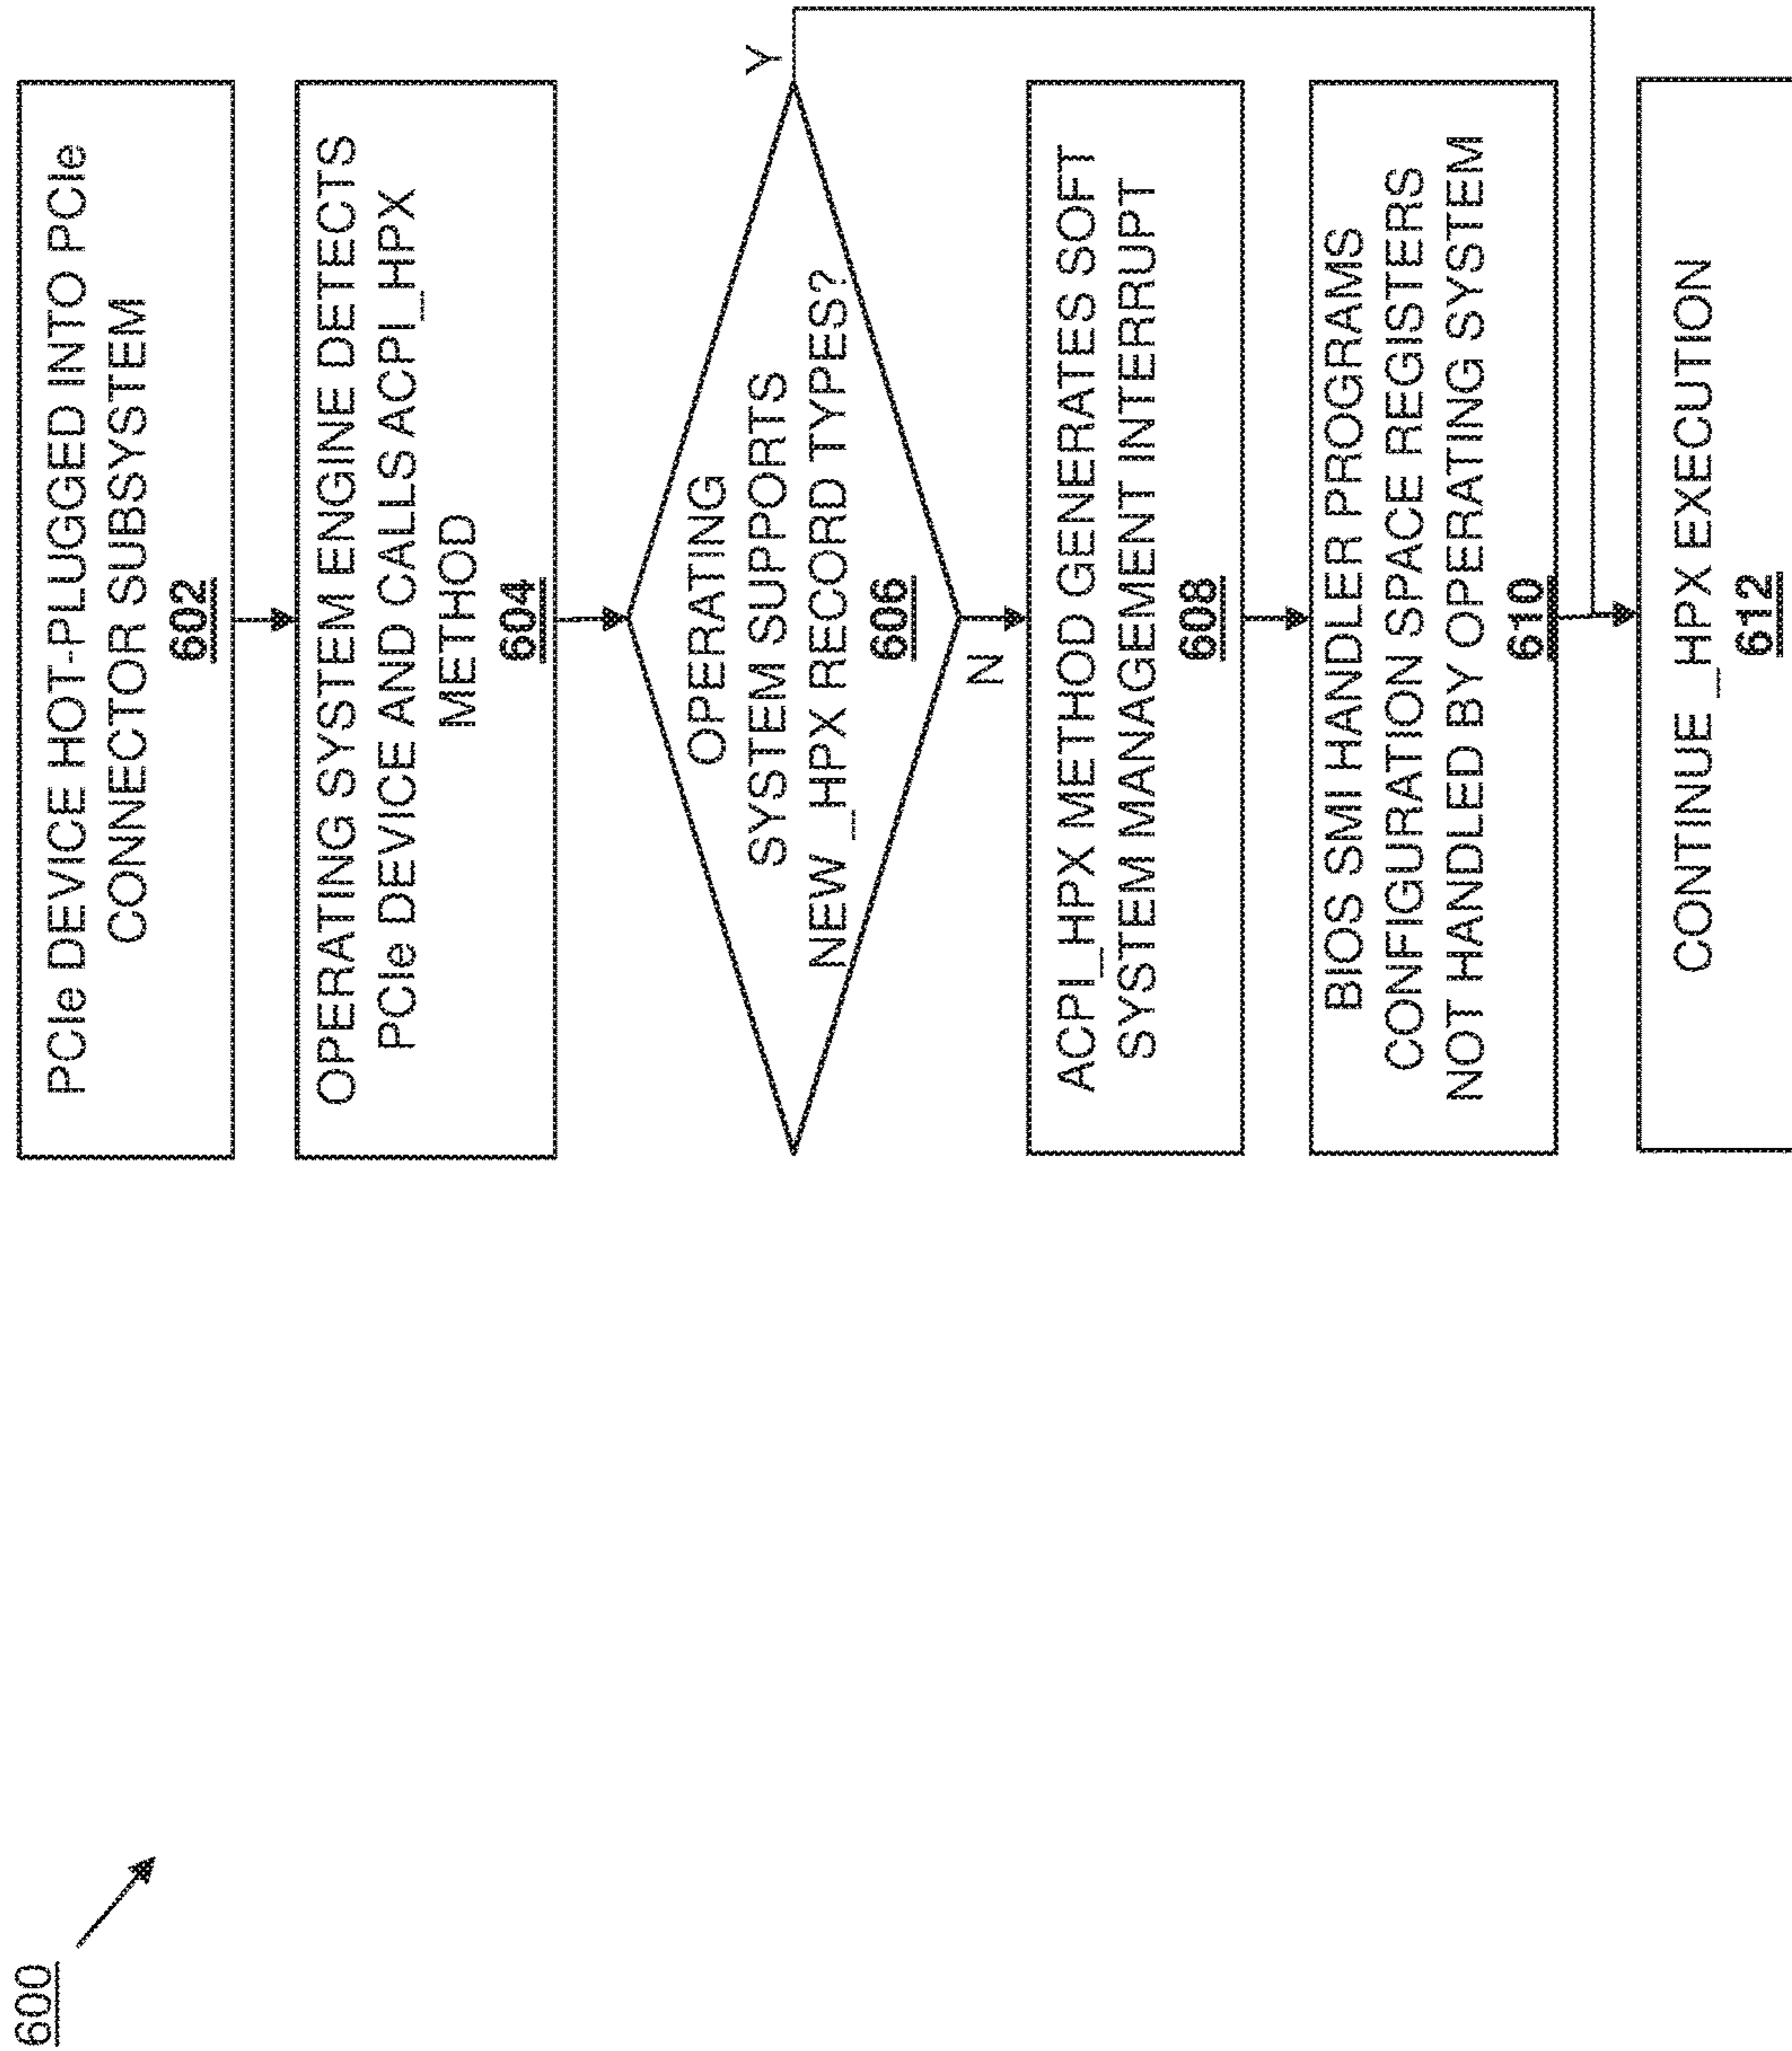 600
PCIe DEVICE HOT-PLUGGED INTO PCIe
CONNECTOR SUBSYSTEM
602
OPERATING SYSTEM ENGINE DETECTS
PCIe DEVICE AND CALLS ACPI_HPX
METHOD
604
OPERATING
SYSTEM SUPPORTS
NEW _HPX RECORD TYPES?
606
Y
N
ACPI_HPX METHOD GENERATES SOFT
SYSTEM MANAGEMENT INTERRUPT
608
BIOS SMI HANDLER PROGRAMS
CONFIGURATION SPACE REGISTERS
NOT HANDLED BY OPERATING SYSTEM
610
CONTINUE _HPX EXECUTION
612